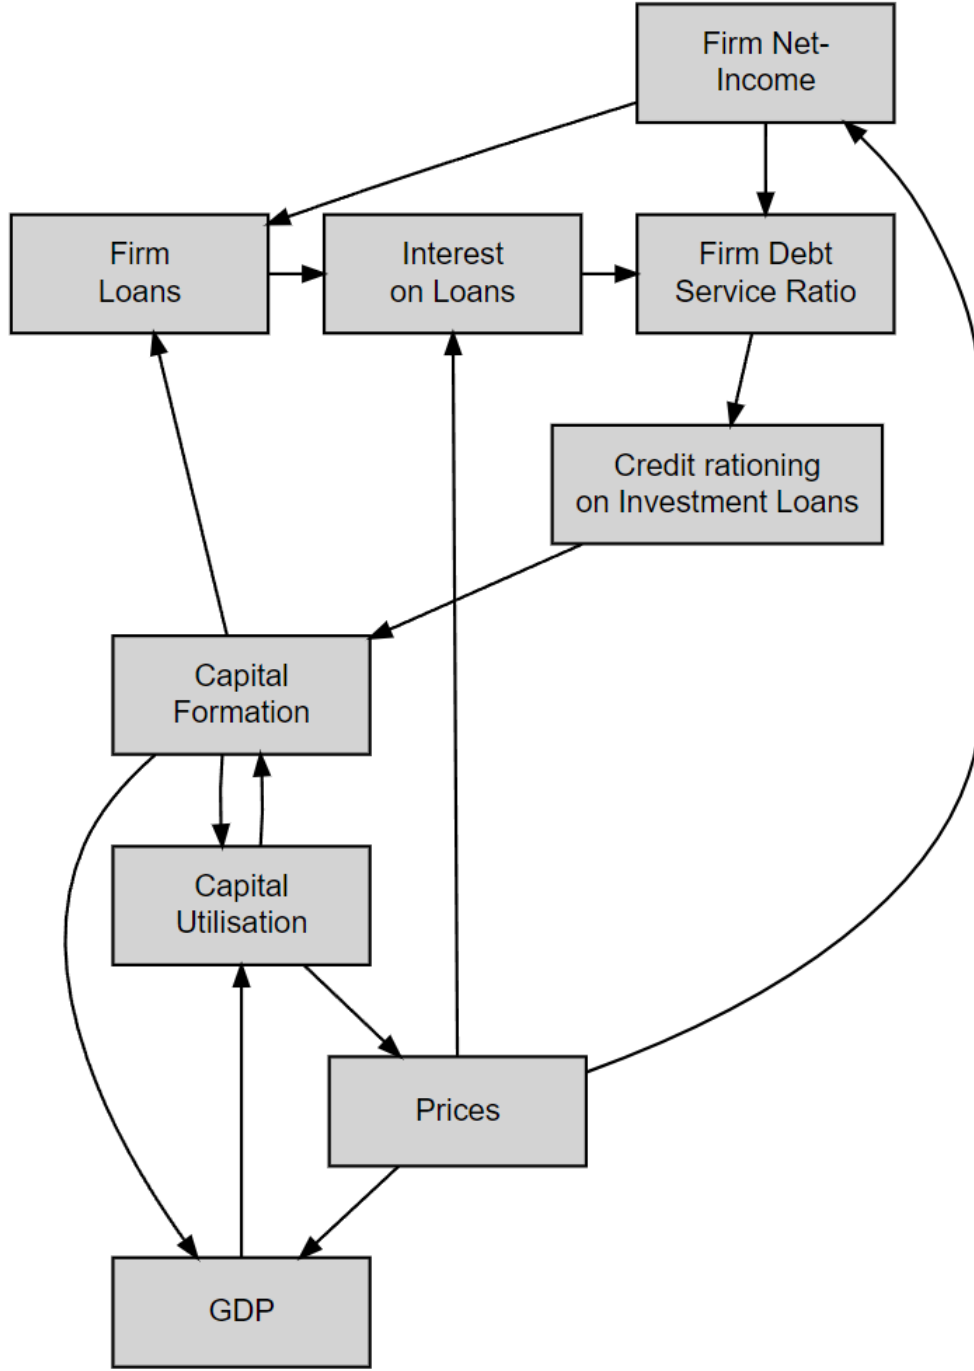 Firm Net-
Income
Firm
Loans
Interest
on Loans
Firm Debt
Service Ratio
Credit rationing
on Investment Loans
Capital
Formation
Capital
Utilisation
Prices
GDP